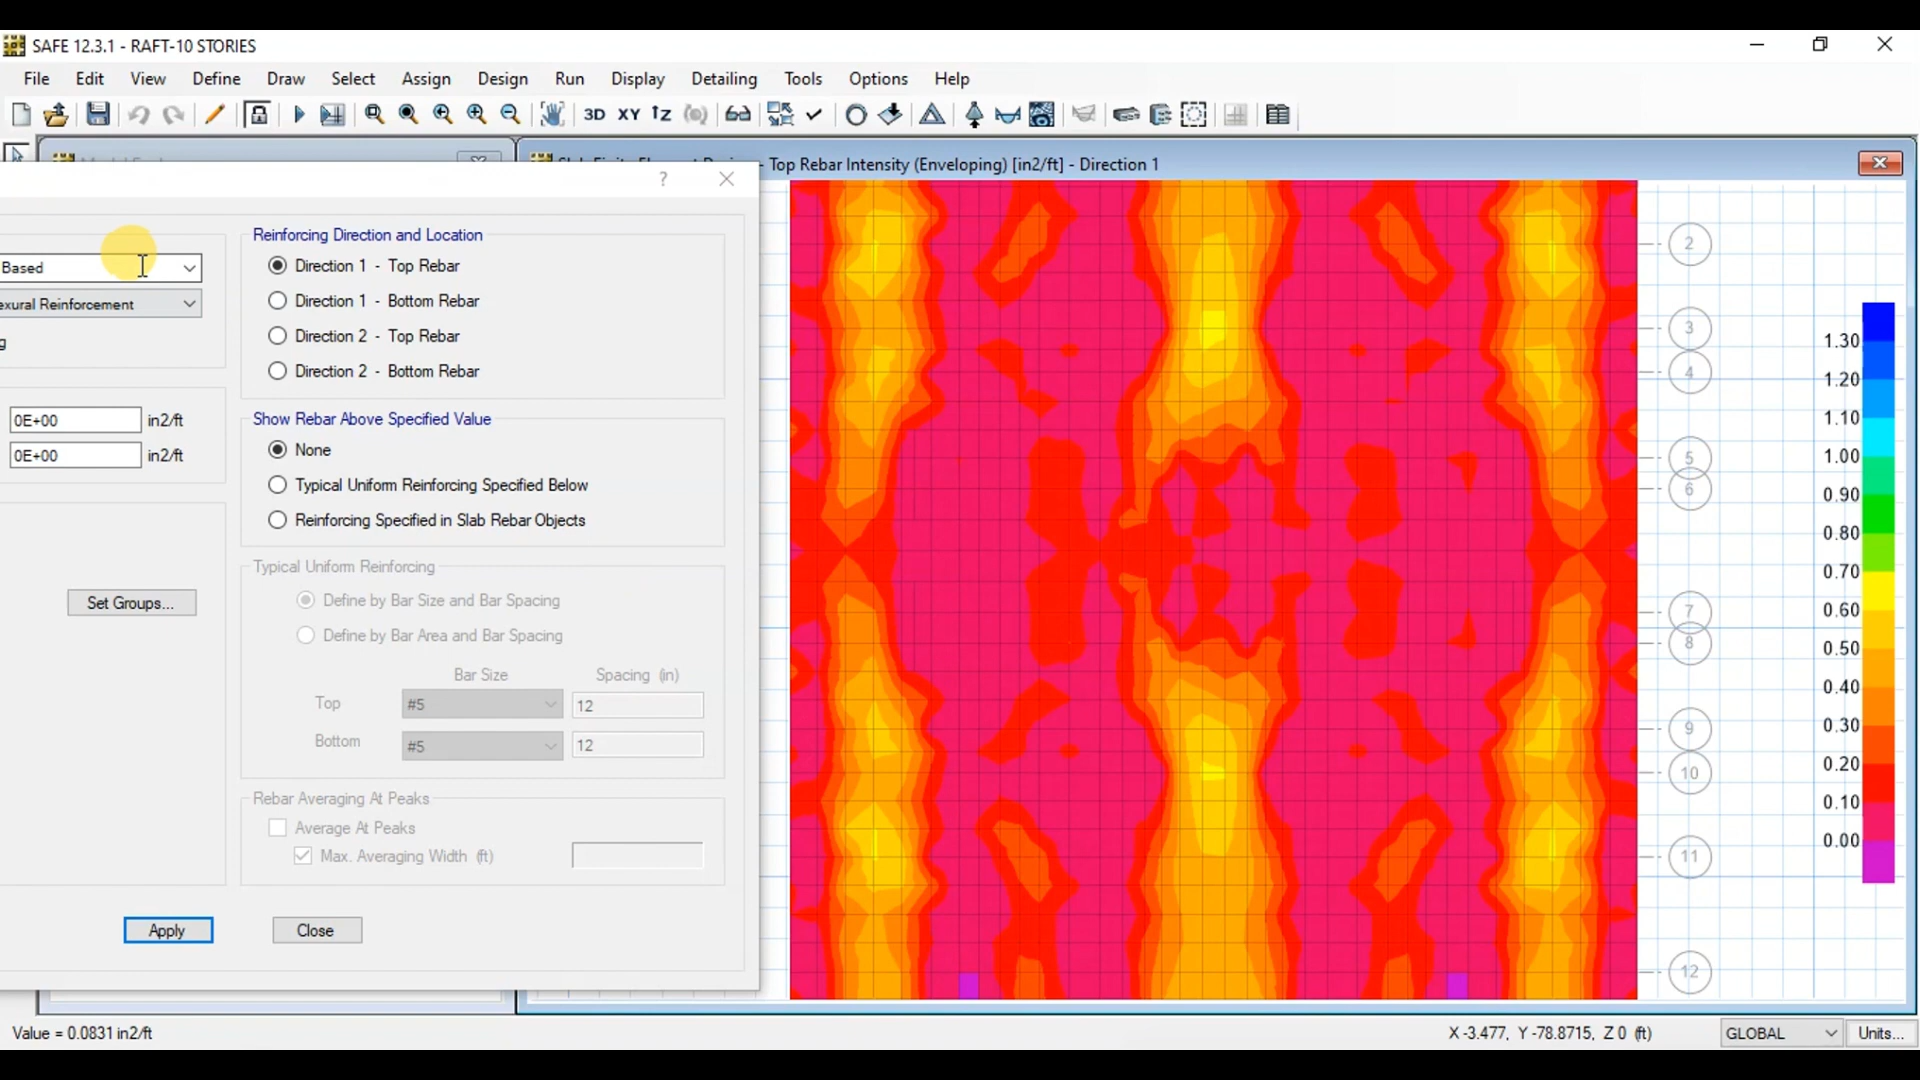 SAFE 12.3.1 - RAFT-10 STORIES
File Edit View Define Draw Select Assign Design Run Display Detailing Tools Options Help
3D XY
- Top Rebar Intensity (Enveloping) [in2/ft] - Direction 1
?
Based
exural Reinforcement
g
0E+00 in2/ft
0E+00 in2/ft
Set Groups...
Reinforcing Direction and Location
Direction 1 - Top Rebar
Direction 1 - Bottom Rebar
Direction 2 - Top Rebar
Direction 2 - Bottom Rebar
Show Rebar Above Specified Value
None
Typical Uniform Reinforcing Specified Below
Reinforcing Specified in Slab Rebar Objects
Typical Uniform Reinforcing
Define by Bar Size and Bar Spacing
Define by Bar Area and Bar Spacing
Bar Size Spacing (in)
Top #5 12
Bottom #5 12
Rebar Averaging At Peaks
Average At Peaks
Max. Averaging Width (ft)
Apply Close
2
3
4
5
6
7
8
9
10
11
12
1.30
1.20
1.10
1.00
0.90
0.80
0.70
0.60
0.50
0.40
0.30
0.20
0.10
0.00
Value = 0.0831 in2/ft
X -3.477, Y -78.8715, Z 0 (ft)
GLOBAL
Units...